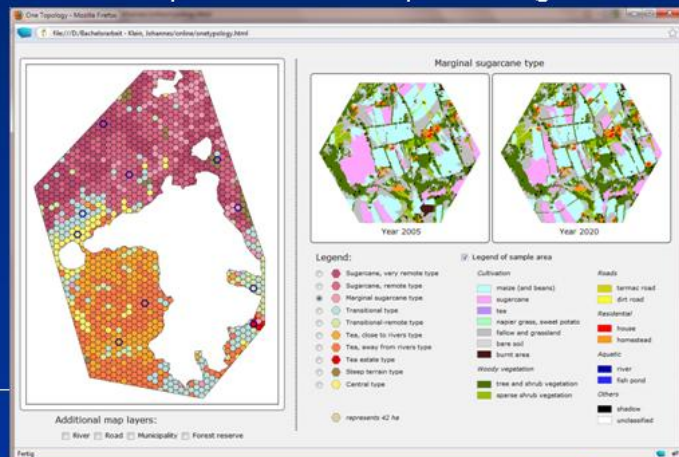 One Topology - Mozilla Firefox
file:///D:/Bachelorarbeit - Klein, Johannes/online/onetypology.html
Marginal sugarcane type
Year 2005
Year 2020
Legend:
Sugarcane, very remote type
Sugarcane, remote type
Marginal sugarcane type
Transitional type
Transitional-remote type
Tea, close to rivers type
Tea, away from rivers type
Tea estate type
Steep terrain type
Central type
represents 42 ha
Legend of sample area
Cultivation
maize (and beans)
sugarcane
tea
napier grass, sweet potato
fallow and grassland
bare soil
burnt area
Woody vegetation
tree and shrub vegetation
sparse shrub vegetation
Roads
tarmac road
dirt road
Residential
house
homestead
Aquatic
river
fish pond
Others
shadow
unclassified
Additional map layers:
River Road Municipality Forest reserve
Fertig